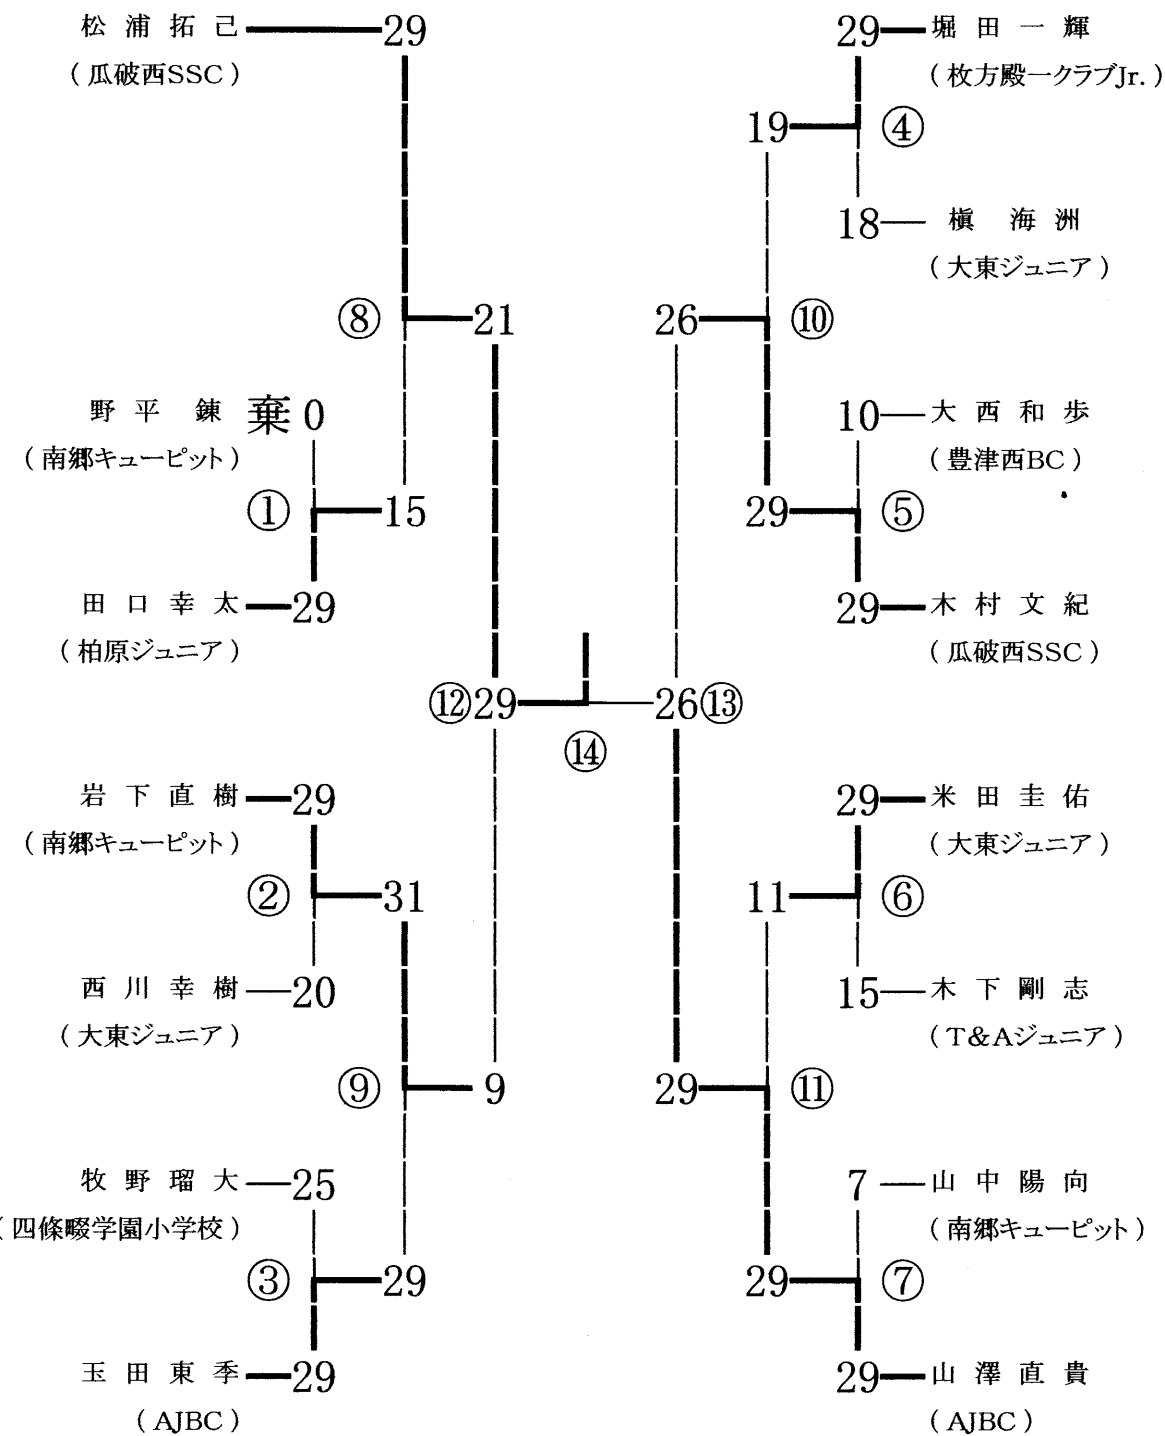 松浦拓己 29
(瓜破西SSC)
⑧ 21
野平 錬 棄 0
(南郷キューピット)
① 15
田口幸太 29
(柏原ジュニア)
⑫ 29
岩下直樹 29
(南郷キューピット)
② 31
西川幸樹 20
(大東ジュニア)
⑨ 9
牧野瑠大 25
(四條畷学園小学校)
③ 29
玉田東季 29
(AJBC)
⑭
29 堀田一輝
(枚方殿一クラブJr.)
19 ④
18 槇 海洲
(大東ジュニア)
26 ⑩
10 大西和歩
(豊津西BC)
29 ⑤
29 木村文紀
(瓜破西SSC)
26 ⑬
29 米田圭佑
(大東ジュニア)
11 ⑥
15 木下剛志
(T&Aジュニア)
29 ⑪
7 山中陽向
(南郷キューピット)
29 ⑦
29 山澤直貴
(AJBC)